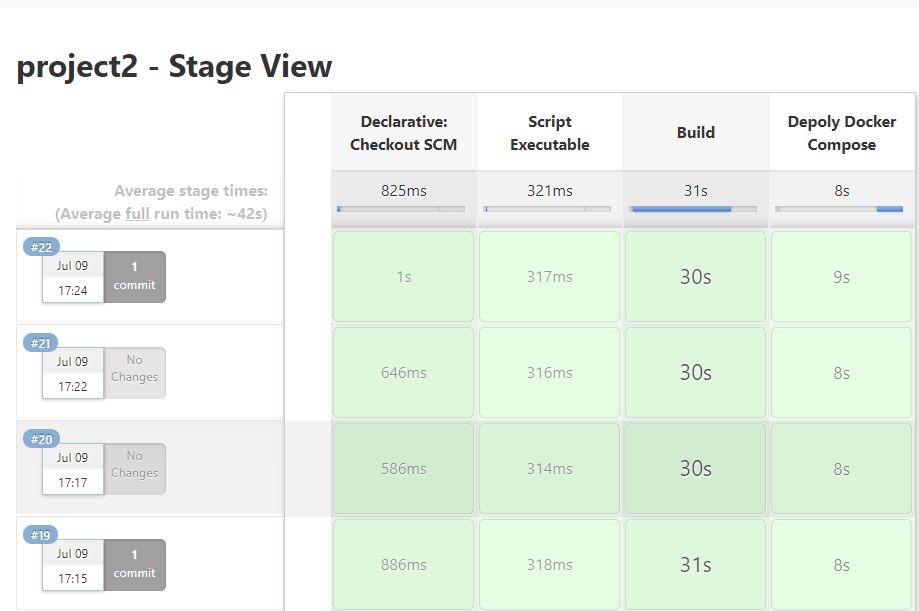 project2 - Stage View
Declarative:
Checkout SCM
Script
Executable
Build
Depoly Docker
Compose
Average stage times:
(Average full run time: ~42s)
825ms
321ms
31s
8s
#22
Jul 09
17:24
1
commit
1s
317ms
30s
9s
#21
Jul 09
17:22
No
Changes
646ms
316ms
30s
8s
#20
Jul 09
17:17
No
Changes
586ms
314ms
30s
8s
#19
Jul 09
17:15
1
commit
886ms
318ms
31s
8s